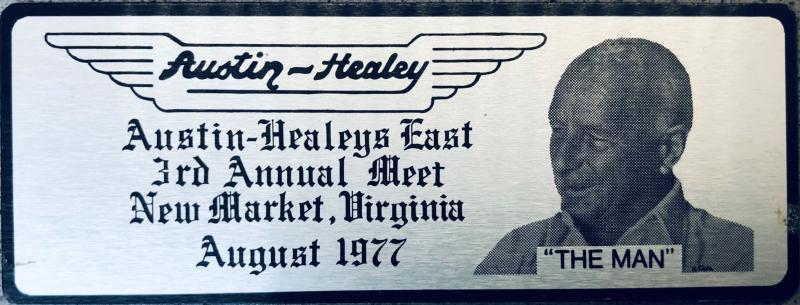 Austin-Healey
Austin-Healeys East
3rd Annual Meet
New Market, Virginia
August 1977
"THE MAN"